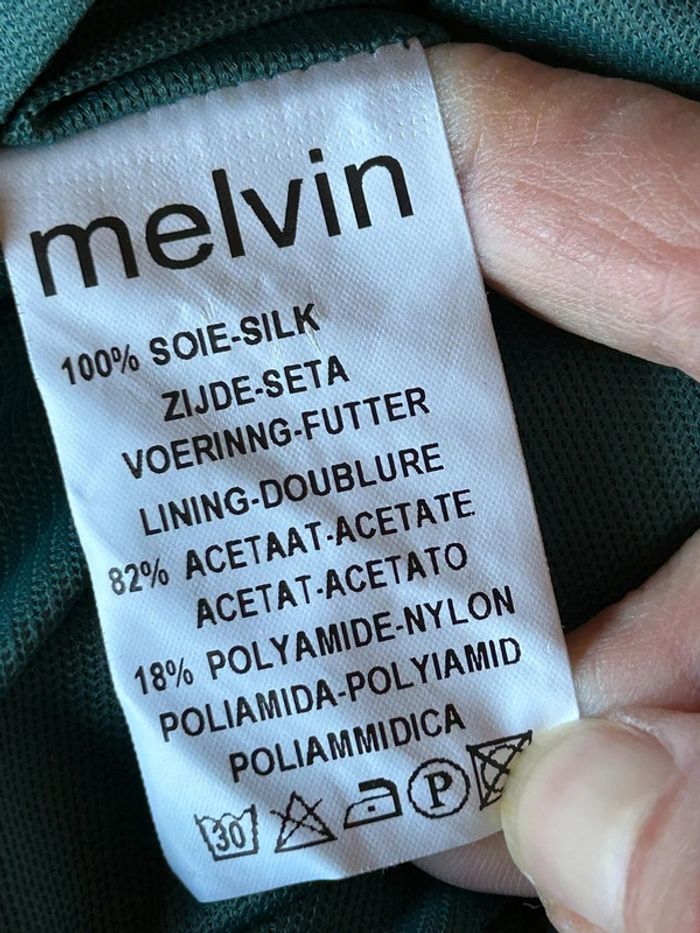 melvin
100% SOIE-SILK
ZIJDE-SETA
VOERINNG-FUTTER
LINING-DOUBLURE
82% ACETAAT-ACETATE
ACETAT-ACETATO
18% POLYAMIDE-NYLON
POLIAMIDA-POLYIAMID
POLIAMMIDICA
30 P